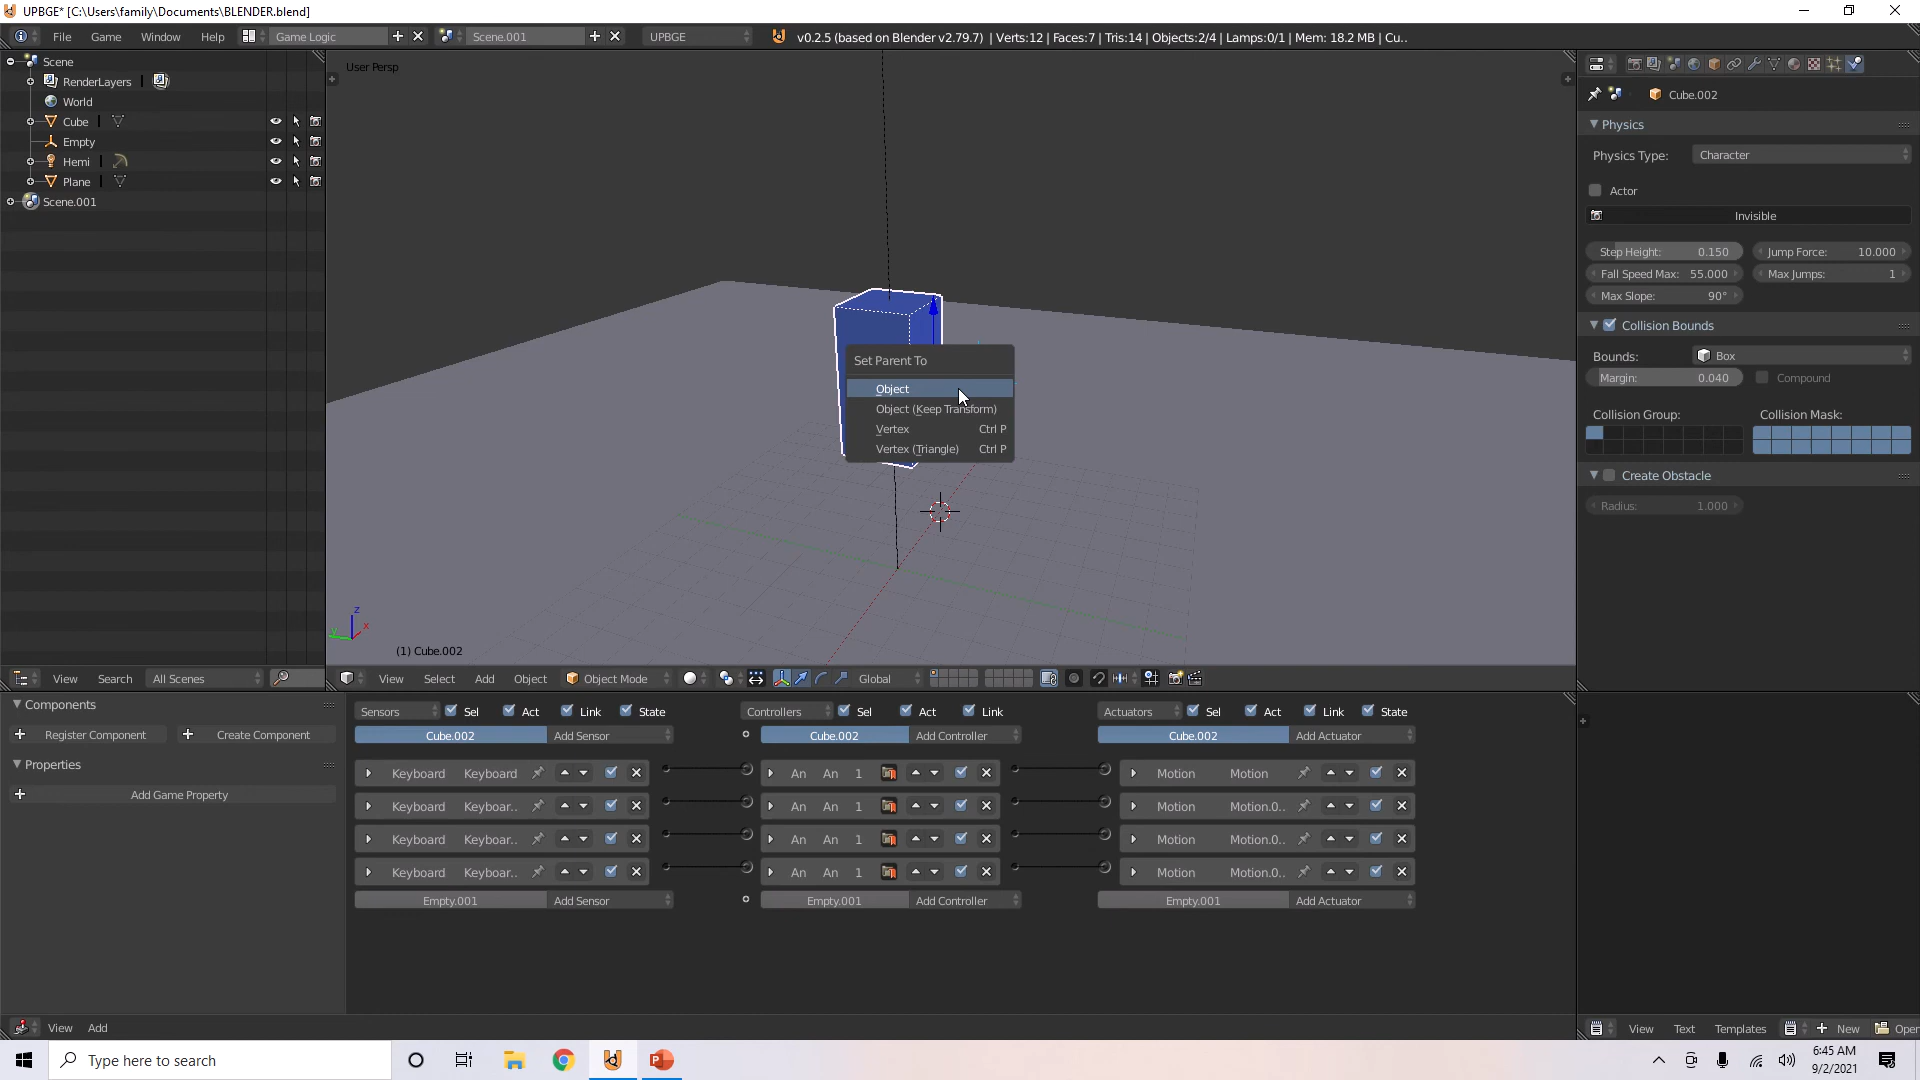 UPBGE* [C:\Users\family\Documents\BLENDER.blend]
File Game Window Help Game Logic Scene.001 UPBGE v0.2.5 (based on Blender v2.79.7) | Verts:12 | Faces:7 | Tris:14 | Objects:2/4 | Lamps:0/1 | Mem: 18.2 MB | Cu..
Scene
RenderLayers
World
Cube
Empty
Hemi
Plane
Scene.001
View Search All Scenes
User Persp
Set Parent To
Object
Object (Keep Transform)
Vertex Ctrl P
Vertex (Triangle) Ctrl P
z
y x
(1) Cube.002
View Select Add Object Object Mode Global
Cube.002
Physics
Physics Type: Character
Actor
Invisible
Step Height: 0.150 Jump Force: 10.000
Fall Speed Max: 55.000 Max Jumps: 1
Max Slope: 90°
Collision Bounds
Bounds: Box
Margin: 0.040 Compound
Collision Group: Collision Mask:
Create Obstacle
Radius: 1.000
Components
Register Component Create Component
Properties
Add Game Property
View Add
Sensors Sel Act Link State Controllers Sel Act Link Actuators Sel Act Link State
Cube.002 Add Sensor Cube.002 Add Controller Cube.002 Add Actuator
Keyboard Keyboard An An 1 Motion Motion
Keyboard Keyboar.. An An 1 Motion Motion.0..
Keyboard Keyboar.. An An 1 Motion Motion.0..
Keyboard Keyboar.. An An 1 Motion Motion.0..
Empty.001 Add Sensor Empty.001 Add Controller Empty.001 Add Actuator
View Text Templates New Open
Type here to search
6:45 AM
9/2/2021